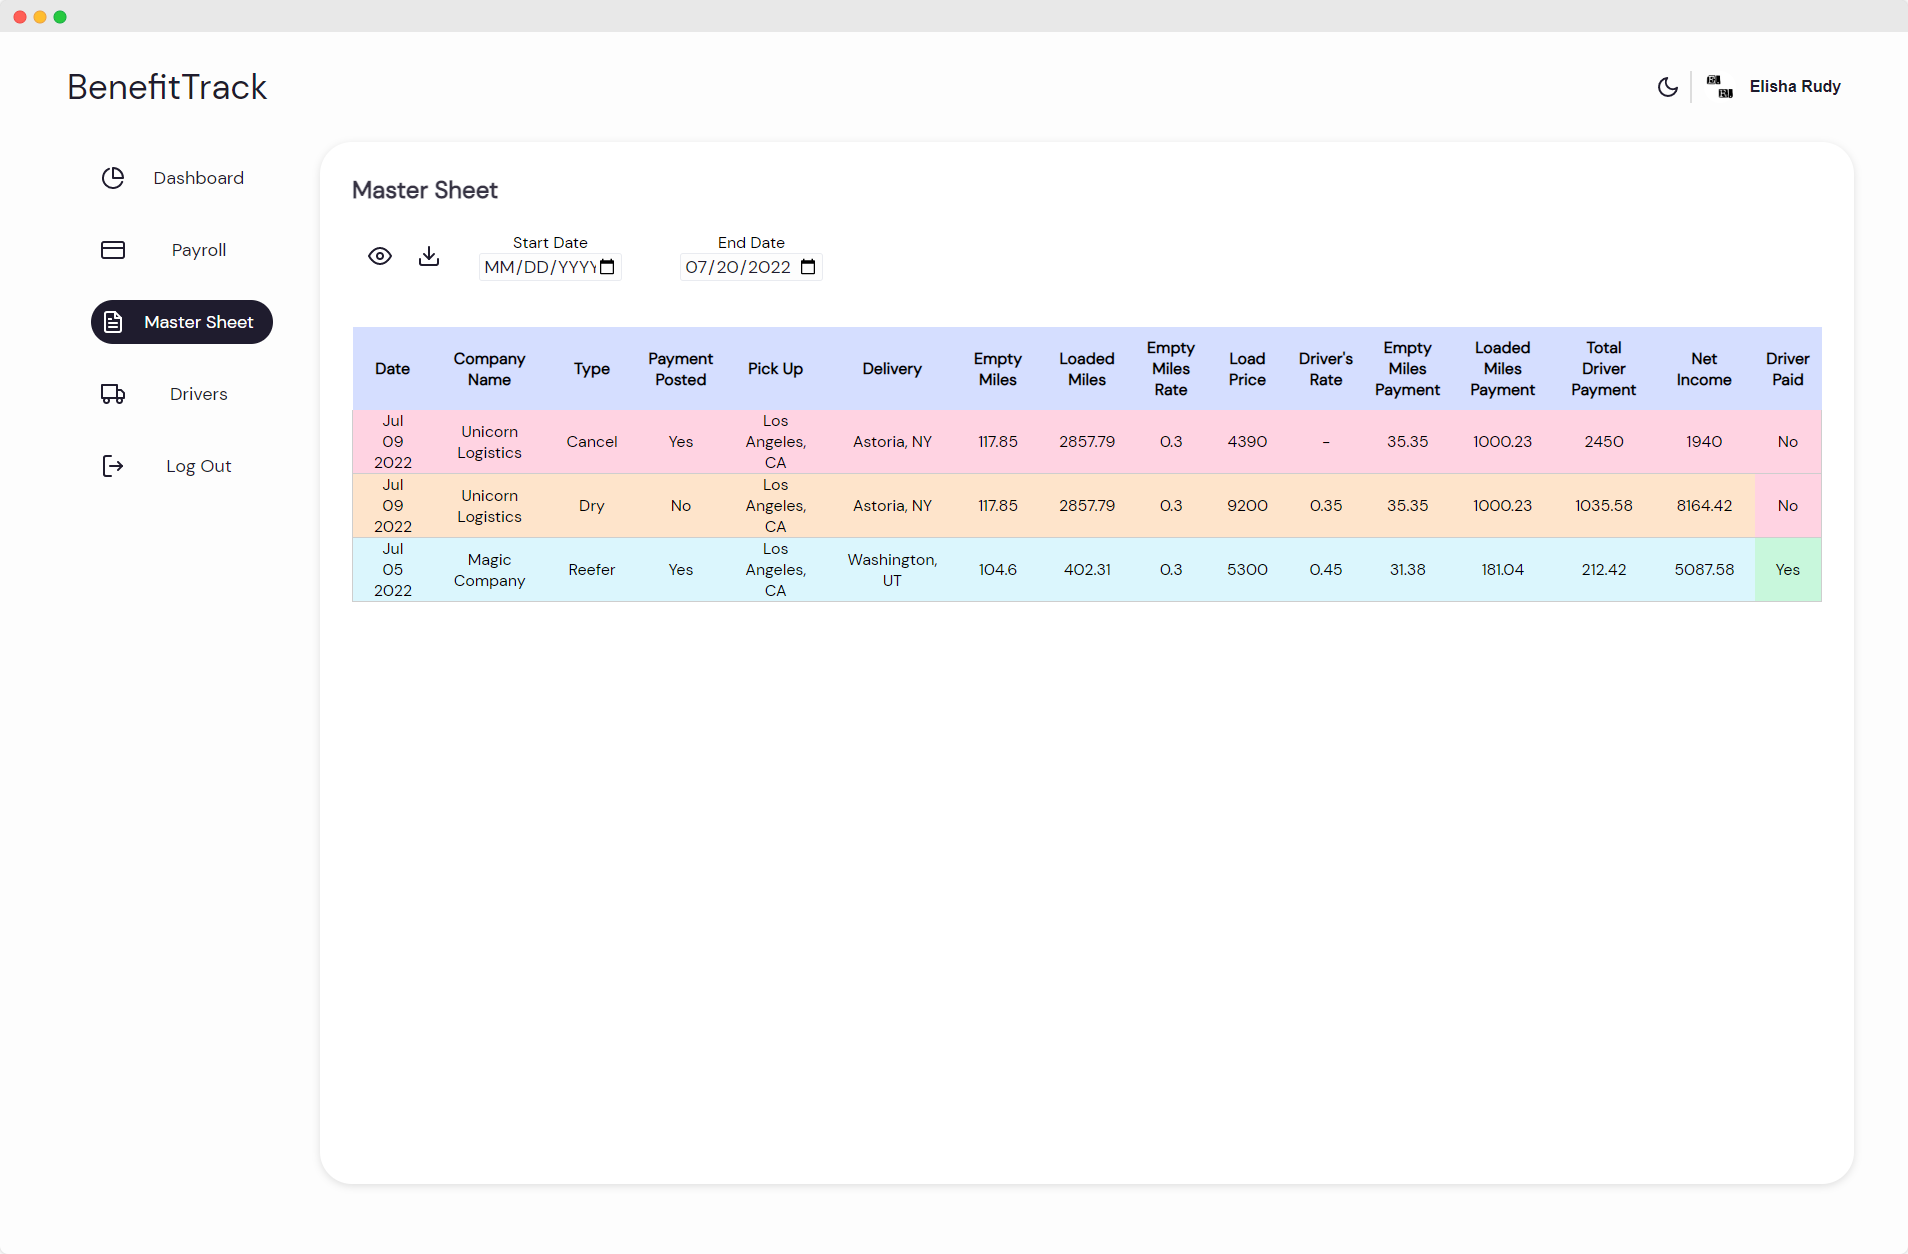 BenefitTrack
Elisha Rudy
Dashboard
Payroll
Master Sheet
Drivers
Log Out
Master Sheet
Start Date
MM/DD/YYYY
End Date
07/20/2022
Date Company Name Type Payment Posted Pick Up Delivery Empty Miles Loaded Miles Empty Miles Rate Load Price Driver's Rate Empty Miles Payment Loaded Miles Payment Total Driver Payment Net Income Driver Paid
Jul 09 2022 Unicorn Logistics Cancel Yes Los Angeles, CA Astoria, NY 117.85 2857.79 0.3 4390 - 35.35 1000.23 2450 1940 No
Jul 09 2022 Unicorn Logistics Dry No Los Angeles, CA Astoria, NY 117.85 2857.79 0.3 9200 0.35 35.35 1000.23 1035.58 8164.42 No
Jul 05 2022 Magic Company Reefer Yes Los Angeles, CA Washington, UT 104.6 402.31 0.3 5300 0.45 31.38 181.04 212.42 5087.58 Yes